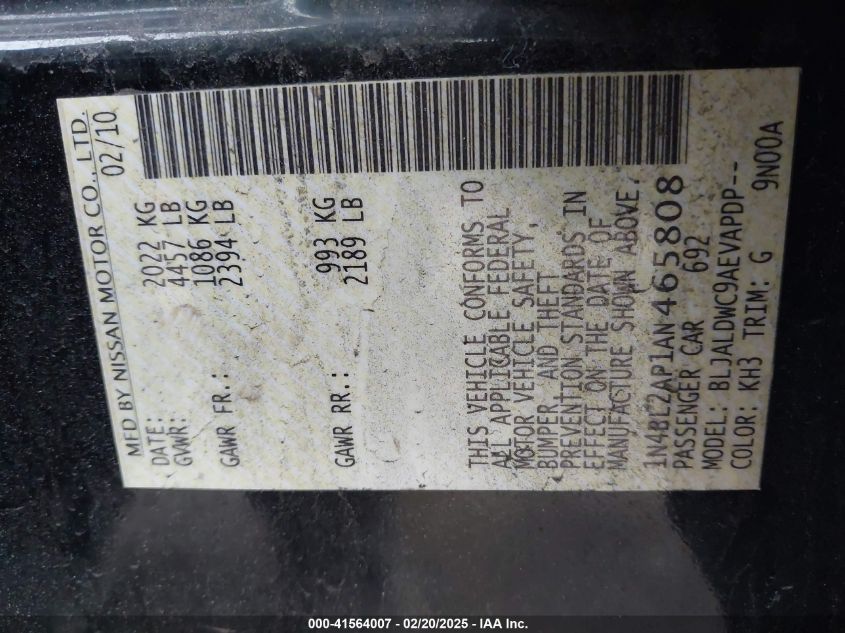 MFD BY NISSAN MOTOR CO., LTD.
DATE: 02/10
GVWR: 2022 KG
4457 LB
GAWR FR.: 1086 KG
2394 LB
GAWR RR.: 993 KG
2189 LB
THIS VEHICLE CONFORMS TO
ALL APPLICABLE FEDERAL
MOTOR VEHICLE SAFETY,
BUMPER, AND THEFT
PREVENTION STANDARDS IN
EFFECT ON THE DATE OF
MANUFACTURE SHOWN ABOVE.
1N4BL2AP1AN465808
PASSENGER CAR 692
MODEL: BLJALDWC9AEVAPDP--
COLOR: KH3 TRIM: G 9N00A
000-41564007 - 02/20/2025 - IAA Inc.